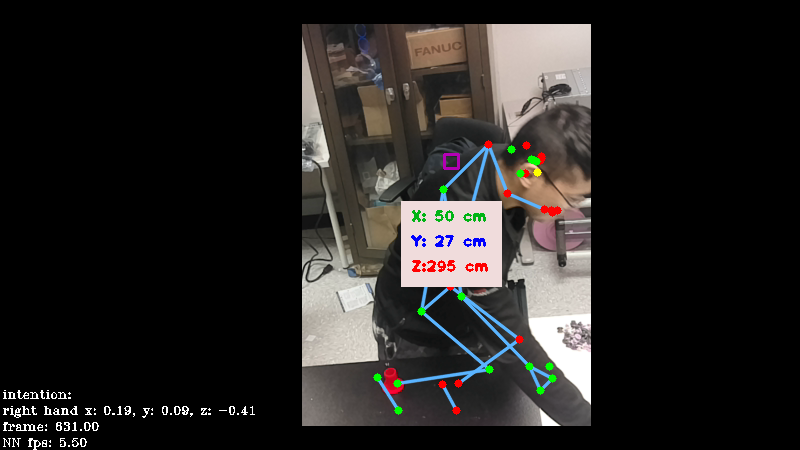 FANUC
X: 50 cm
Y: 27 cm
Z:295 cm
intention:
right hand x: 0.19, y: 0.09, z: -0.41
frame: 631.00
NN fps: 5.50